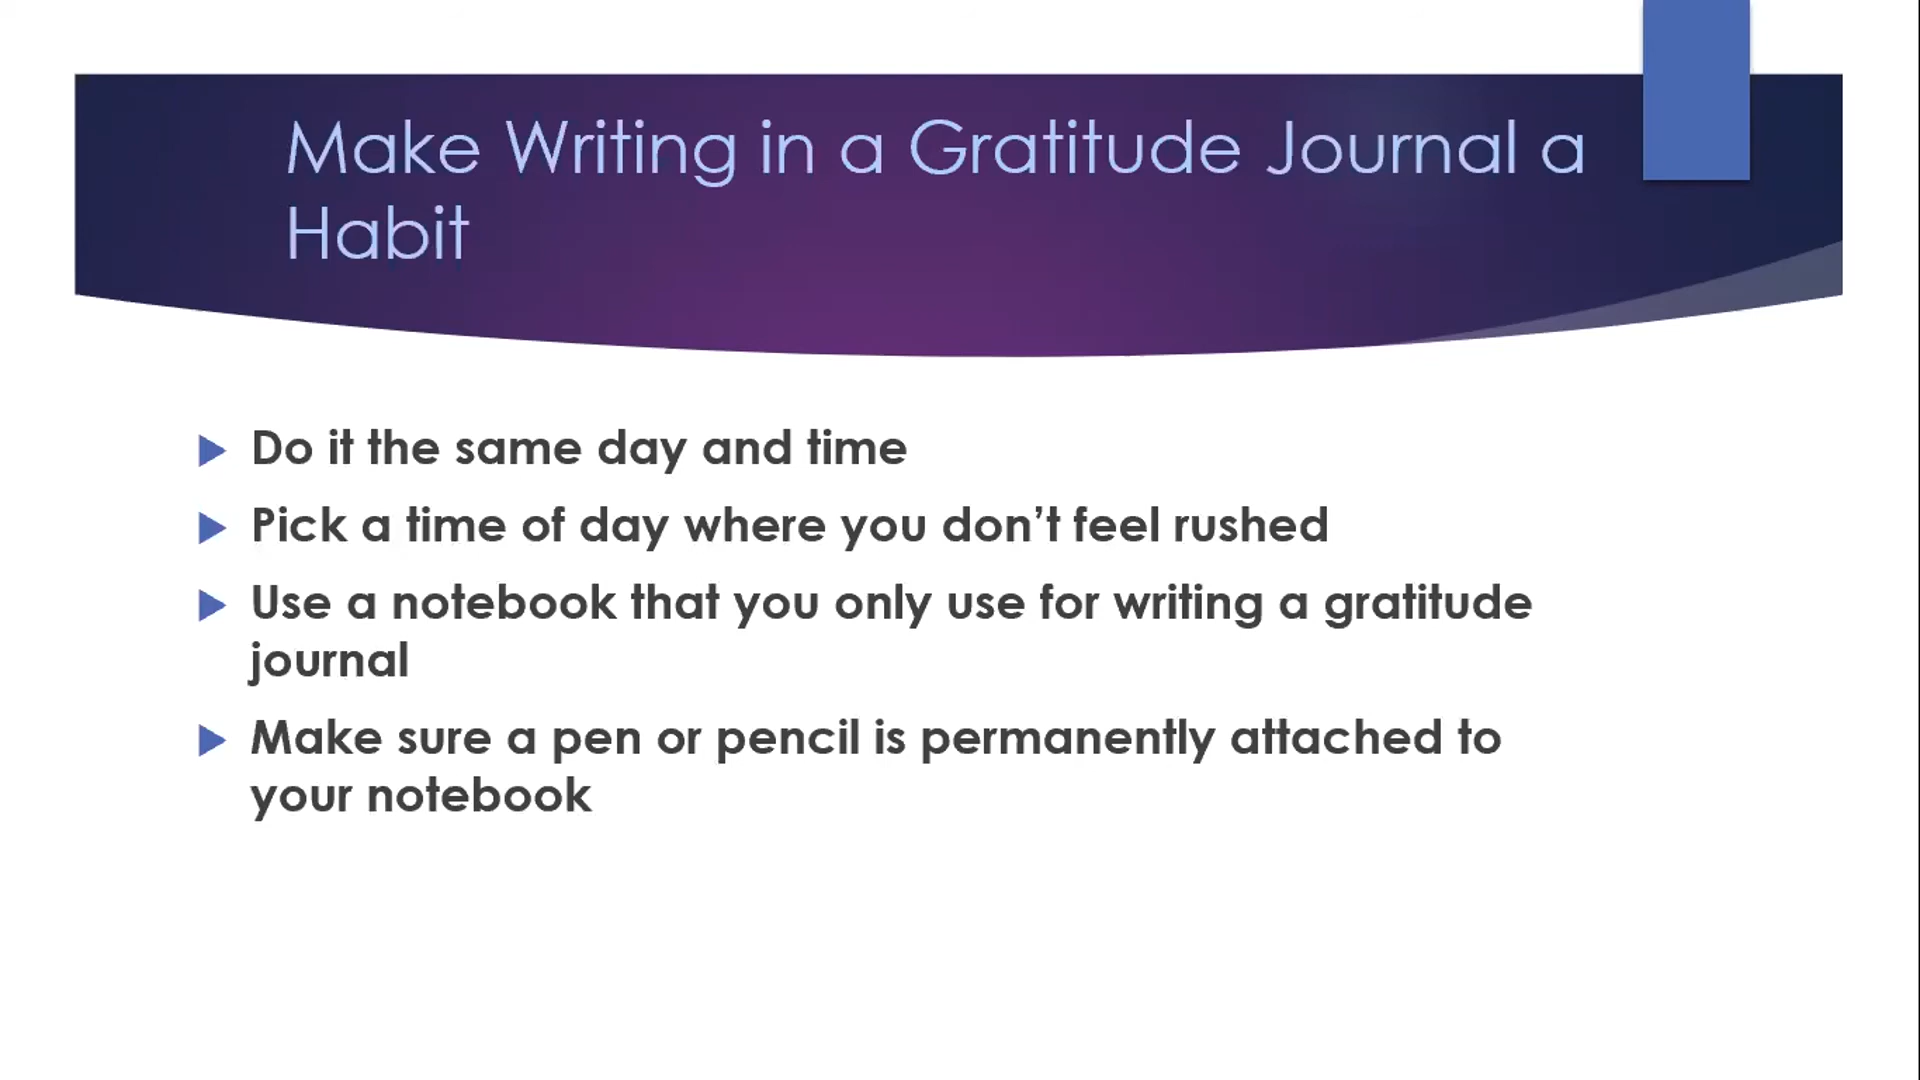 Make Writing in a Gratitude Journal a
Habit
Do it the same day and time
Pick a time of day where you don’t feel rushed
Use a notebook that you only use for writing a gratitude
journal
Make sure a pen or pencil is permanently attached to
your notebook